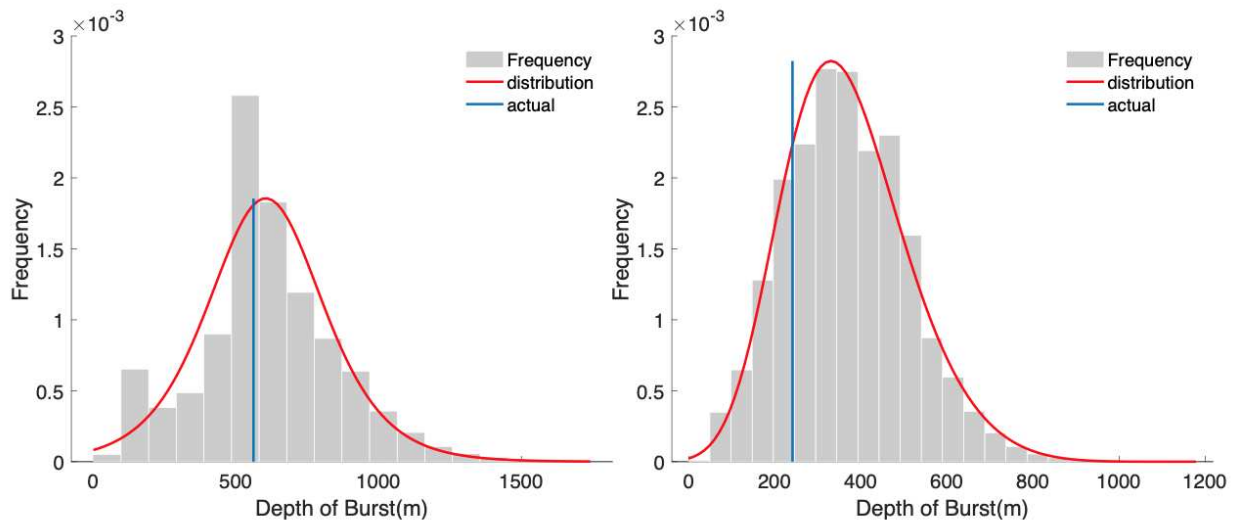 ×10⁻³
3
2.5
2
1.5
1
0.5
0
Frequency
Frequency
distribution
actual
0
500
1000
1500
Depth of Burst(m)
×10⁻³
3
2.5
2
1.5
1
0.5
0
Frequency
Frequency
distribution
actual
0
200
400
600
800
1000
1200
Depth of Burst(m)